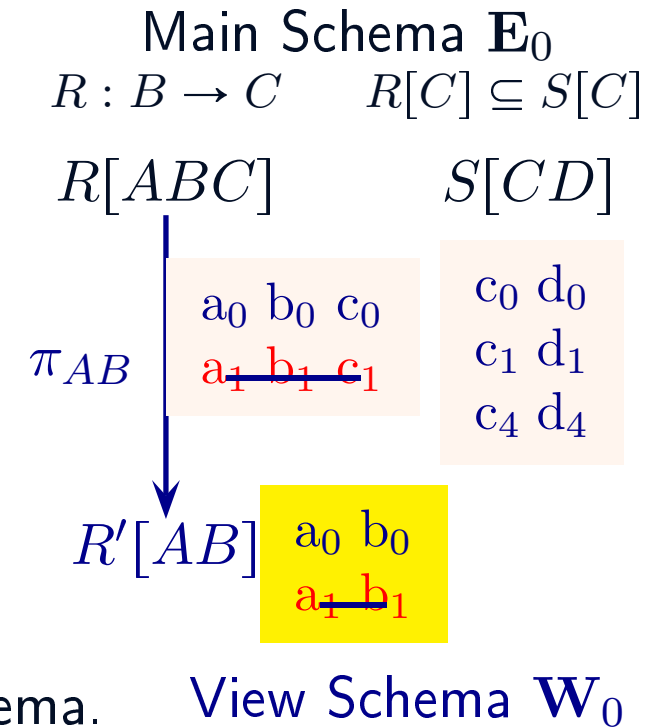 Main Schema E₀
R : B → C R[C] ⊆ S[C]
R[ABC] S[CD]
a₀ b₀ c₀
a₁ b₁ c₁
c₀ d₀
c₁ d₁
c₄ d₄
π_AB
R′[AB]
a₀ b₀
a₁ b₁
ema.
View Schema W₀